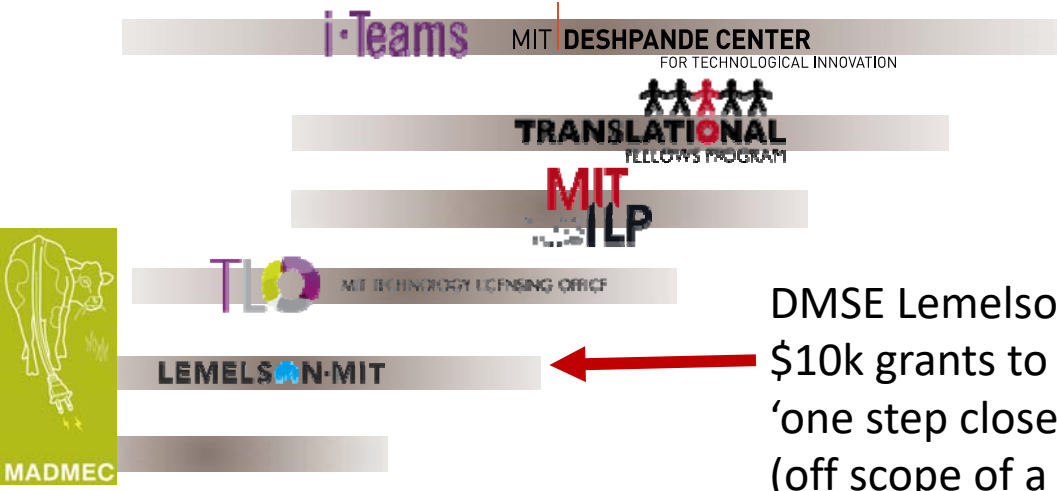 i·Teams
MIT DESHPANDE CENTER
FOR TECHNOLOGICAL INNOVATION
TRANSLATIONAL
FELLOWS PROGRAM
MIT
ILP
TLO MIT TECHNOLOGY LICENSING OFFICE
DMSE Lemelso
LEMELSON-MIT
$10k grants to
‘one step close
MADMEC
(off scope of a